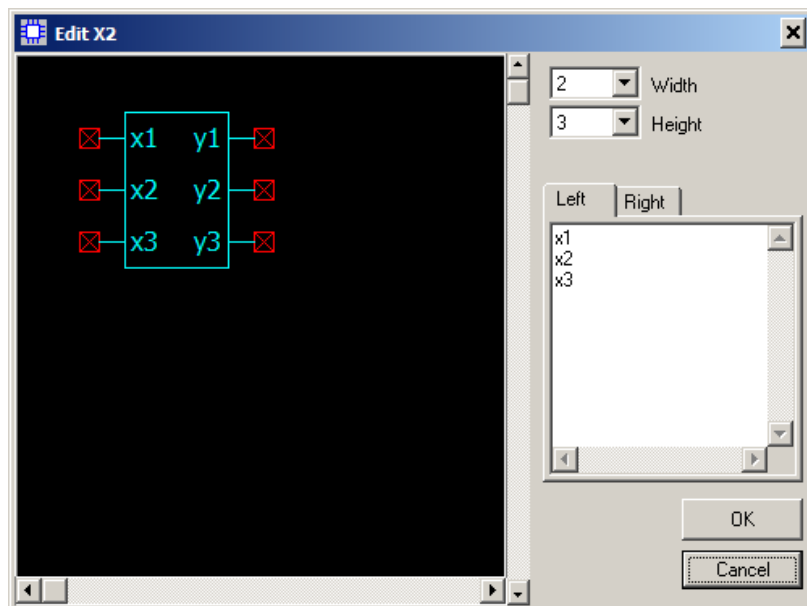 Edit X2
x1 y1
x2 y2
x3 y3
2 Width
3 Height
Left Right
x1
x2
x3
OK
Cancel